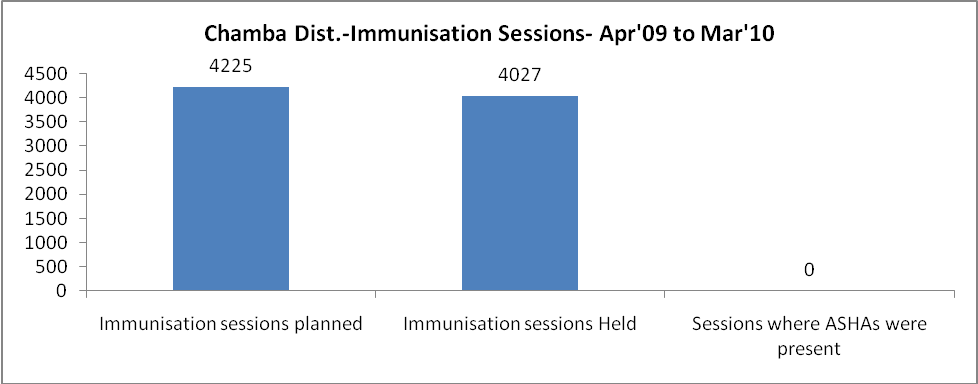 Chamba Dist.-Immunisation Sessions- Apr'09 to Mar'10
4225
4027
0
4500
4000
3500
3000
2500
2000
1500
1000
500
0
Immunisation sessions planned
Immunisation sessions Held
Sessions where ASHAs were
present